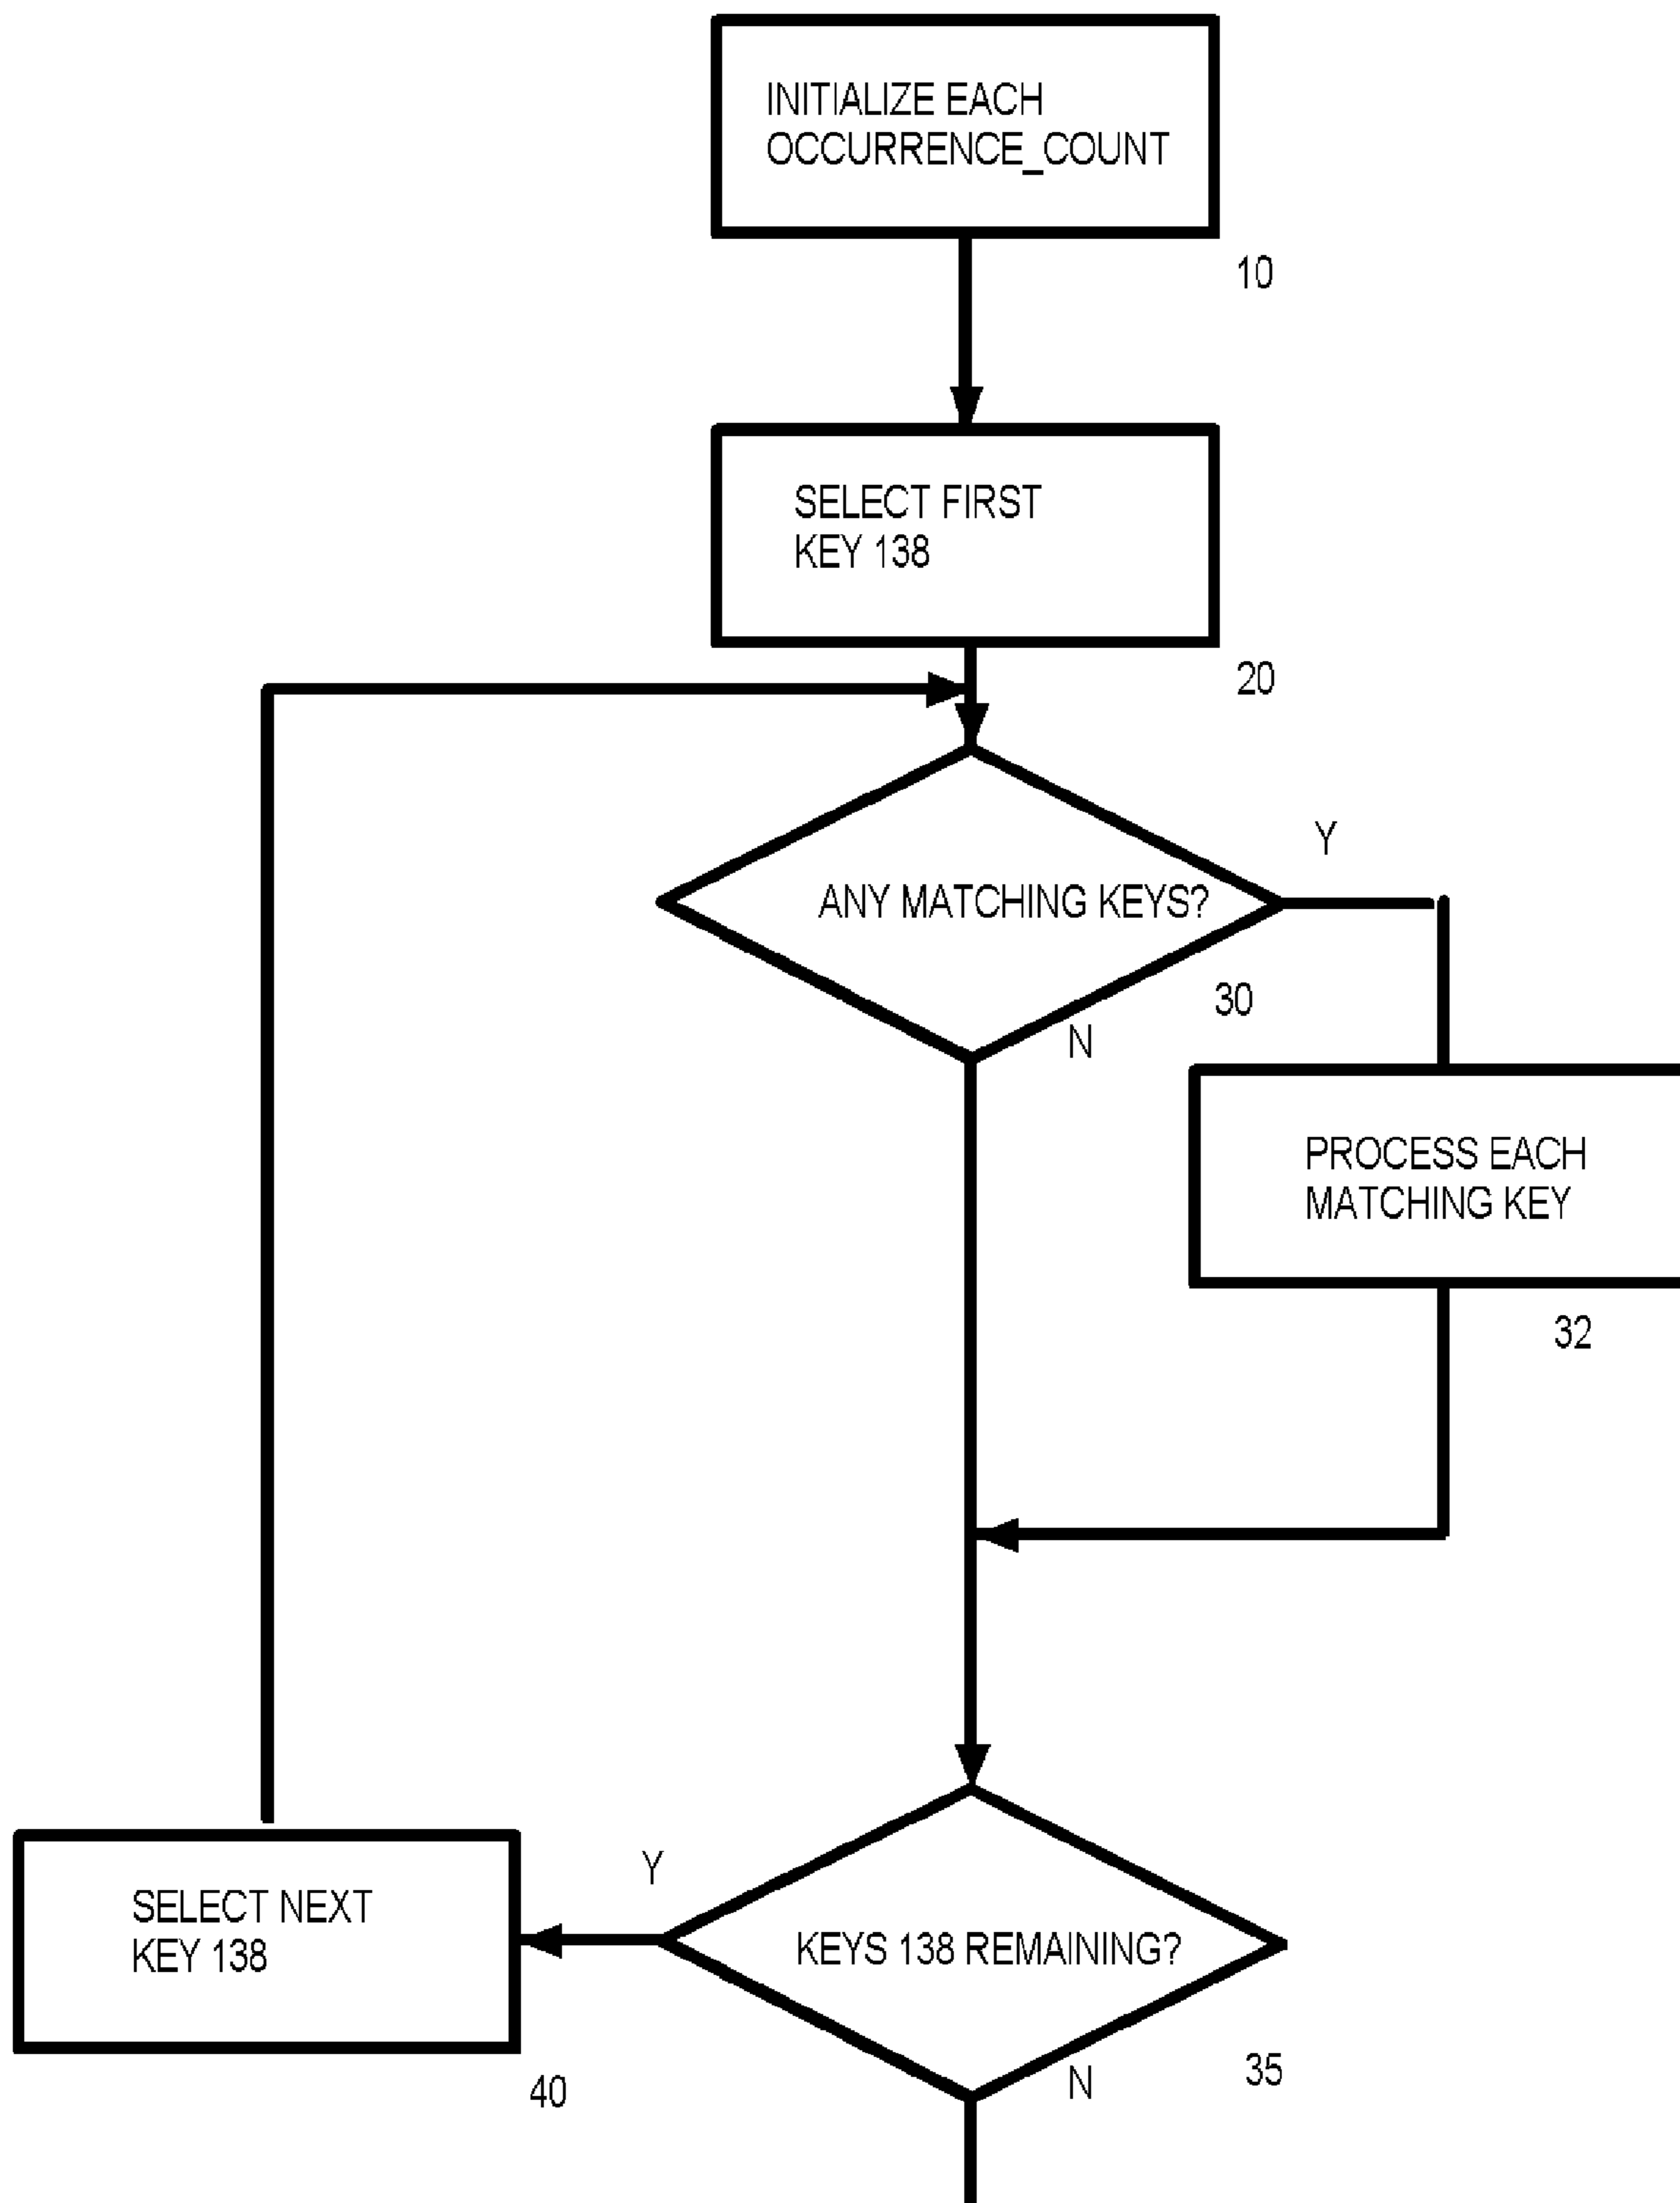 INITIALIZE EACH
OCCURRENCE_COUNT
10
SELECT FIRST
KEY 138
20
Y
ANY MATCHING KEYS?
30
N
PROCESS EACH
MATCHING KEY
32
Y
SELECT NEXT
KEY 138
KEYS 138 REMAINING?
40
N
35